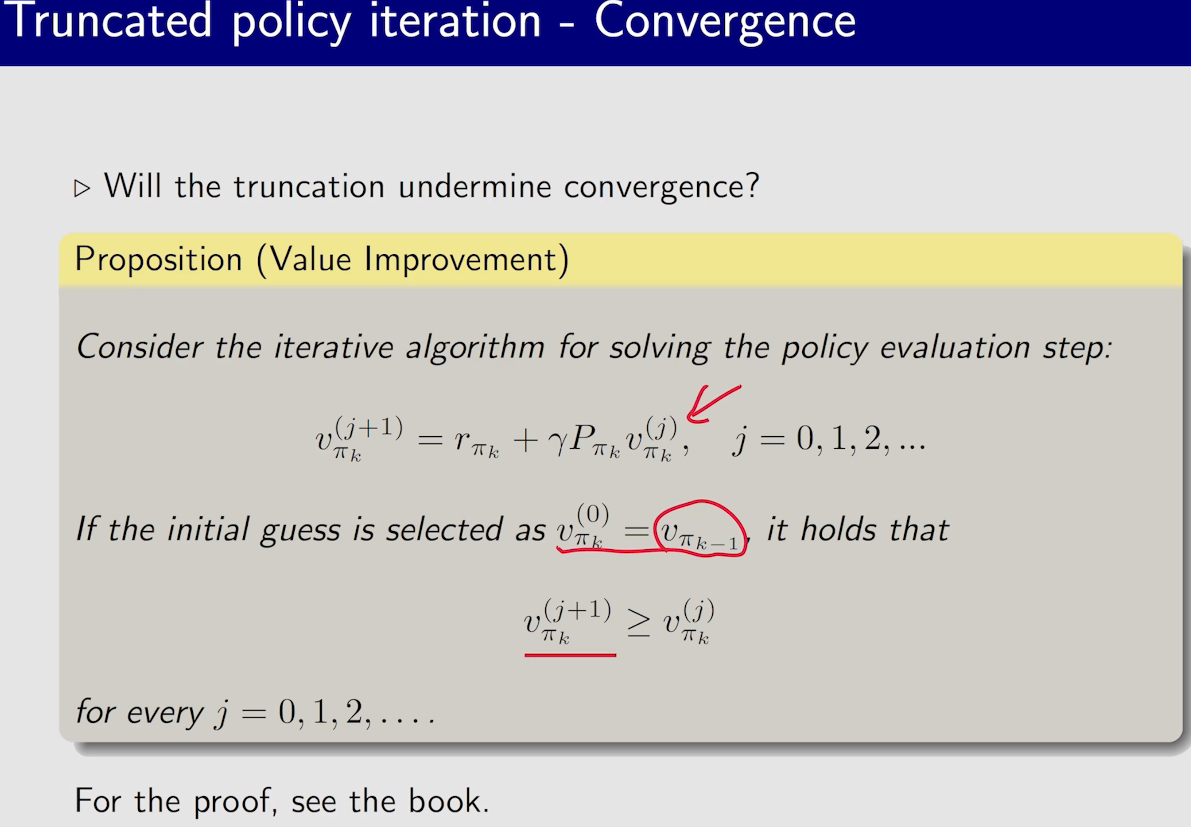 Truncated policy iteration - Convergence
▷ Will the truncation undermine convergence?
Proposition (Value Improvement)
Consider the iterative algorithm for solving the policy evaluation step:
$v_{\pi_k}^{(j+1)} = r_{\pi_k} + \gamma P_{\pi_k} v_{\pi_k}^{(j)}, \quad j = 0, 1, 2, ...$
If the initial guess is selected as $v_{\pi_k}^{(0)} = v_{\pi_{k-1}}$, it holds that
$v_{\pi_k}^{(j+1)} \geq v_{\pi_k}^{(j)}$
for every $j = 0, 1, 2, \ldots.$
For the proof, see the book.